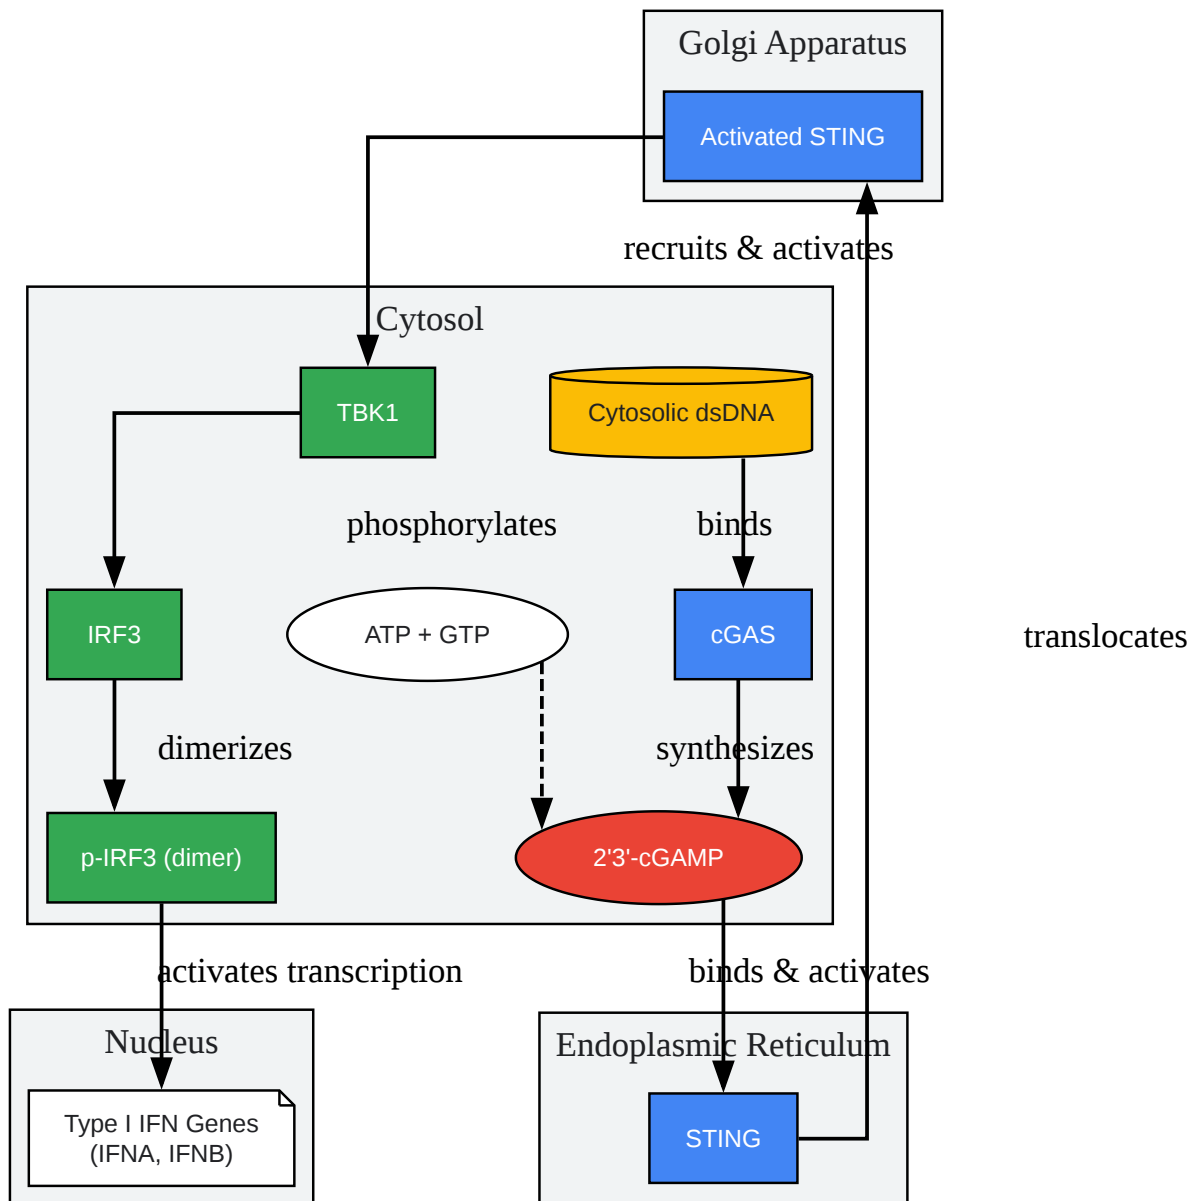 Golgi Apparatus
Activated STING
recruits & activates
Cytosol
TBK1
Cytosolic dsDNA
phosphorylates
binds
IRF3
ATP + GTP
cGAS
translocates
dimerizes
synthesizes
p-IRF3 (dimer)
2'3'-cGAMP
activates transcription
binds & activates
Nucleus
Endoplasmic Reticulum
Type I IFN Genes
(IFNA, IFNB)
STING